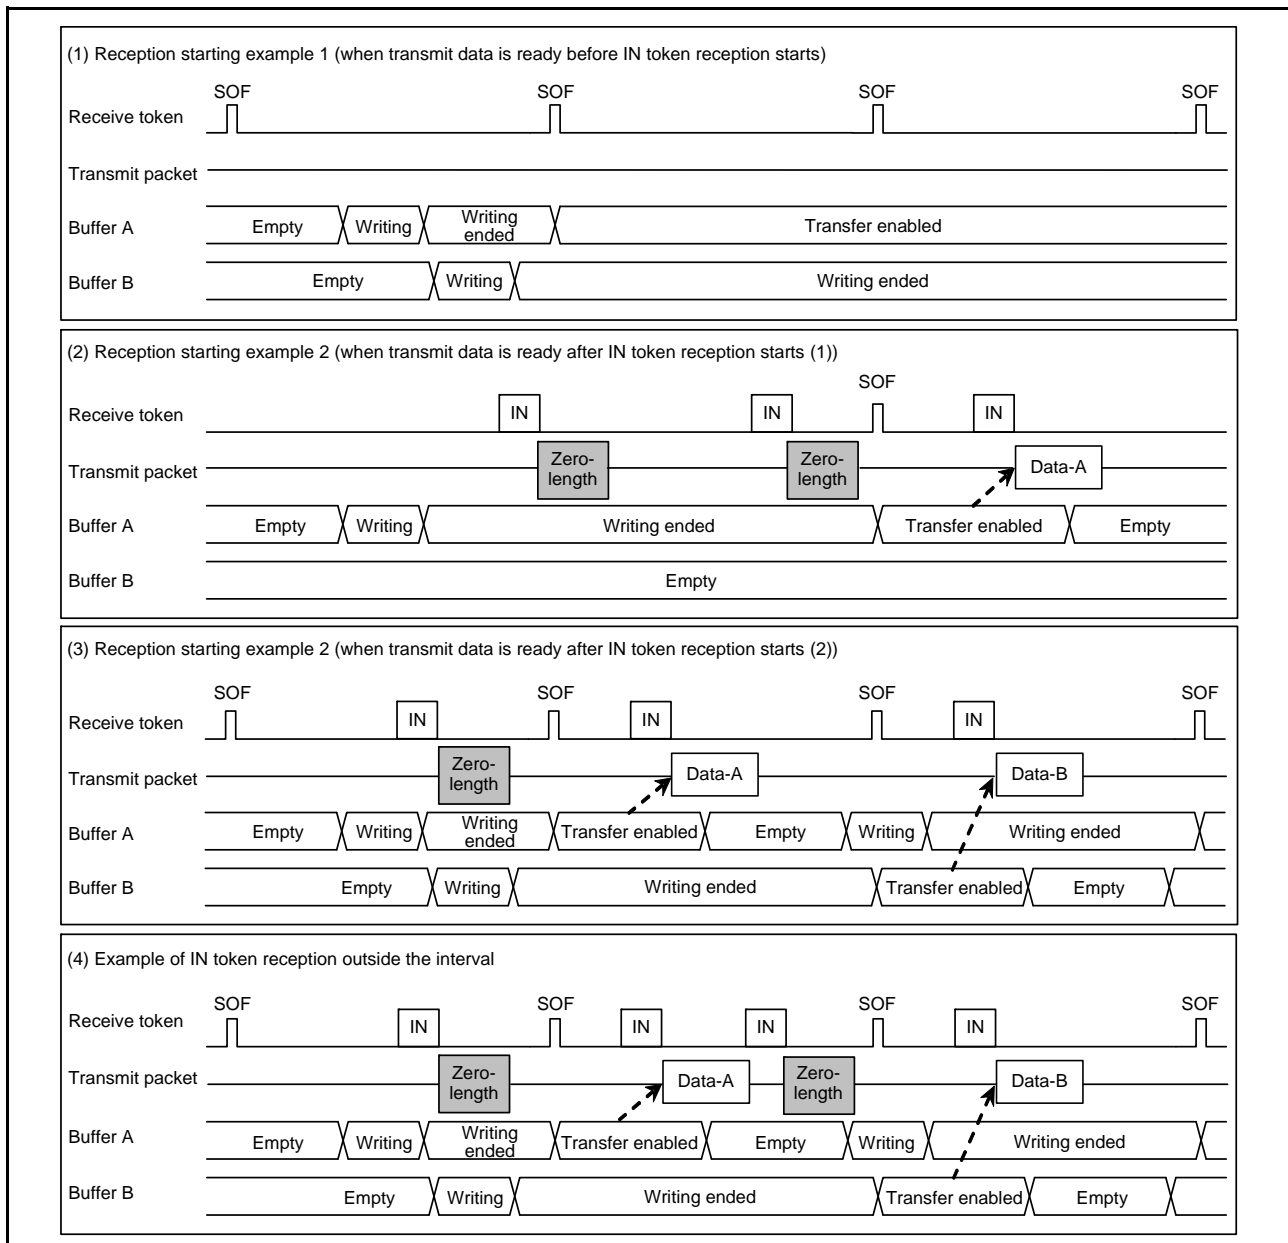 (1) Reception starting example 1 (when transmit data is ready before IN token reception starts)
SOF SOF SOF SOF
Receive token
Transmit packet
Buffer A Empty Writing Writing ended Transfer enabled
Buffer B Empty Writing Writing ended
(2) Reception starting example 2 (when transmit data is ready after IN token reception starts (1))
SOF
Receive token IN IN IN
Transmit packet Zero-length Zero-length Data-A
Buffer A Empty Writing Writing ended Transfer enabled Empty
Buffer B Empty
(3) Reception starting example 2 (when transmit data is ready after IN token reception starts (2))
SOF SOF SOF SOF
Receive token IN IN IN
Transmit packet Zero-length Data-A Data-B
Buffer A Empty Writing Writing ended Transfer enabled Empty Writing Writing ended
Buffer B Empty Writing Writing ended Transfer enabled Empty
(4) Example of IN token reception outside the interval
SOF SOF SOF SOF
Receive token IN IN IN IN
Transmit packet Zero-length Data-A Zero-length Data-B
Buffer A Empty Writing Writing ended Transfer enabled Empty Writing Writing ended
Buffer B Empty Writing Writing ended Transfer enabled Empty